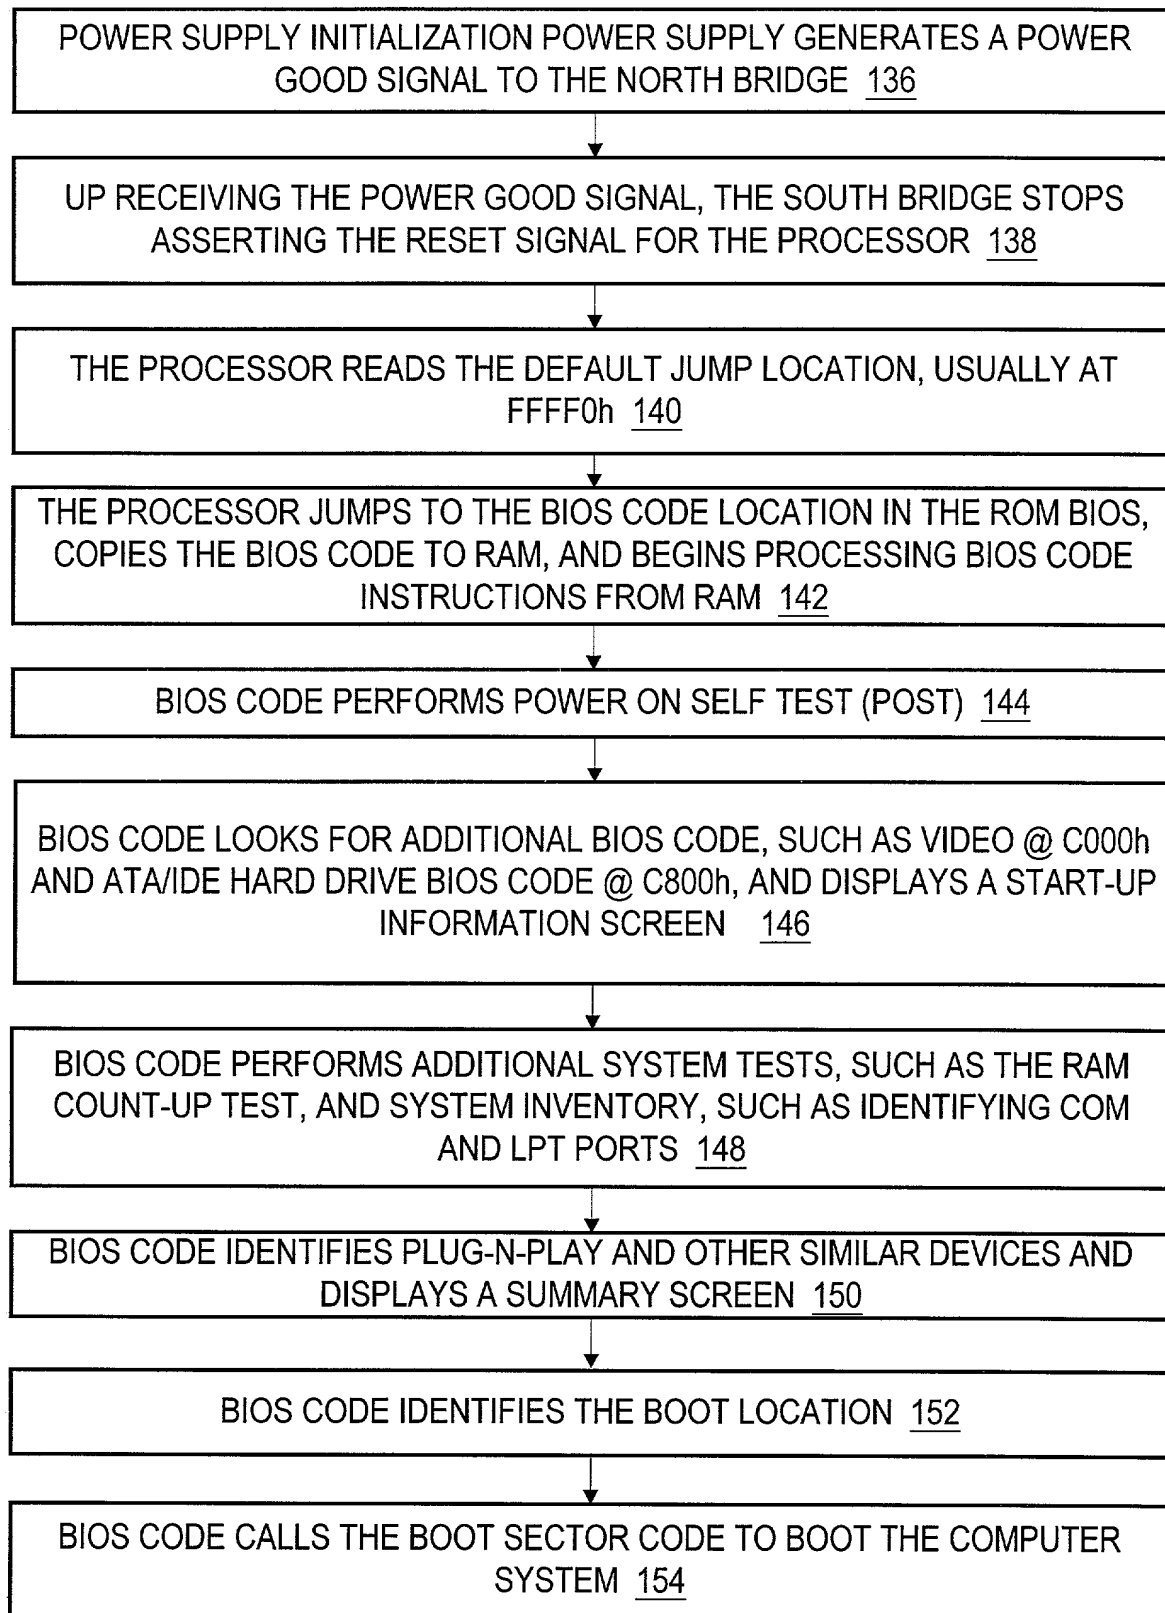 POWER SUPPLY INITIALIZATION POWER SUPPLY GENERATES A POWER
GOOD SIGNAL TO THE NORTH BRIDGE 136
UP RECEIVING THE POWER GOOD SIGNAL, THE SOUTH BRIDGE STOPS
ASSERTING THE RESET SIGNAL FOR THE PROCESSOR 138
THE PROCESSOR READS THE DEFAULT JUMP LOCATION, USUALLY AT
FFFF0h 140
THE PROCESSOR JUMPS TO THE BIOS CODE LOCATION IN THE ROM BIOS,
COPIES THE BIOS CODE TO RAM, AND BEGINS PROCESSING BIOS CODE
INSTRUCTIONS FROM RAM 142
BIOS CODE PERFORMS POWER ON SELF TEST (POST) 144
BIOS CODE LOOKS FOR ADDITIONAL BIOS CODE, SUCH AS VIDEO @ C000h
AND ATA/IDE HARD DRIVE BIOS CODE @ C800h, AND DISPLAYS A START-UP
INFORMATION SCREEN 146
BIOS CODE PERFORMS ADDITIONAL SYSTEM TESTS, SUCH AS THE RAM
COUNT-UP TEST, AND SYSTEM INVENTORY, SUCH AS IDENTIFYING COM
AND LPT PORTS 148
BIOS CODE IDENTIFIES PLUG-N-PLAY AND OTHER SIMILAR DEVICES AND
DISPLAYS A SUMMARY SCREEN 150
BIOS CODE IDENTIFIES THE BOOT LOCATION 152
BIOS CODE CALLS THE BOOT SECTOR CODE TO BOOT THE COMPUTER
SYSTEM 154